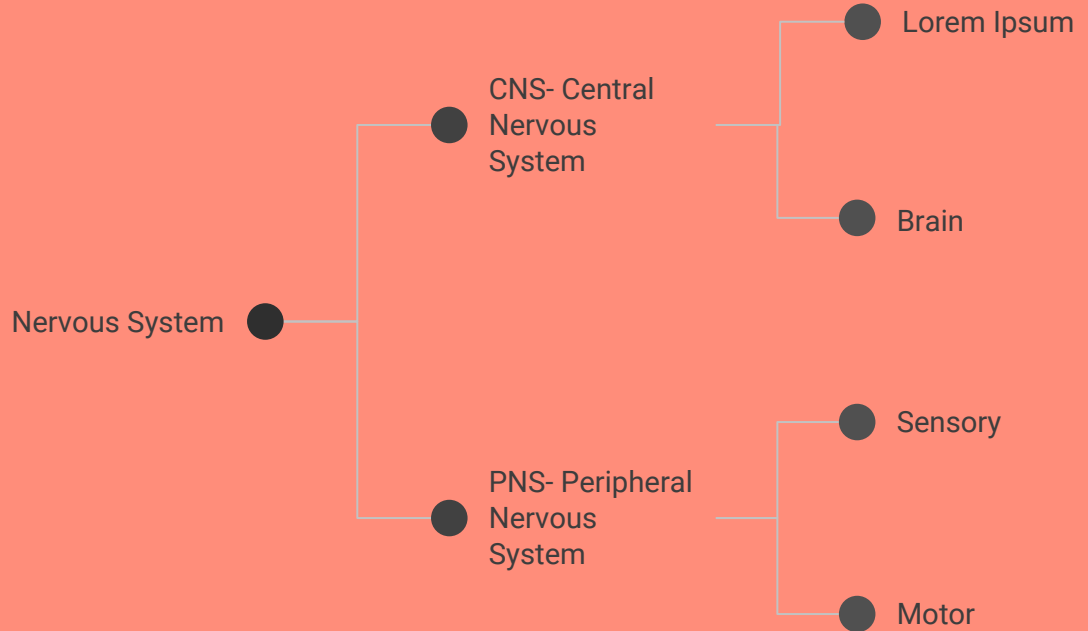 Lorem Ipsum
CNS- Central
Nervous
System
Brain
Nervous System
Sensory
PNS- Peripheral
Nervous
System
Motor